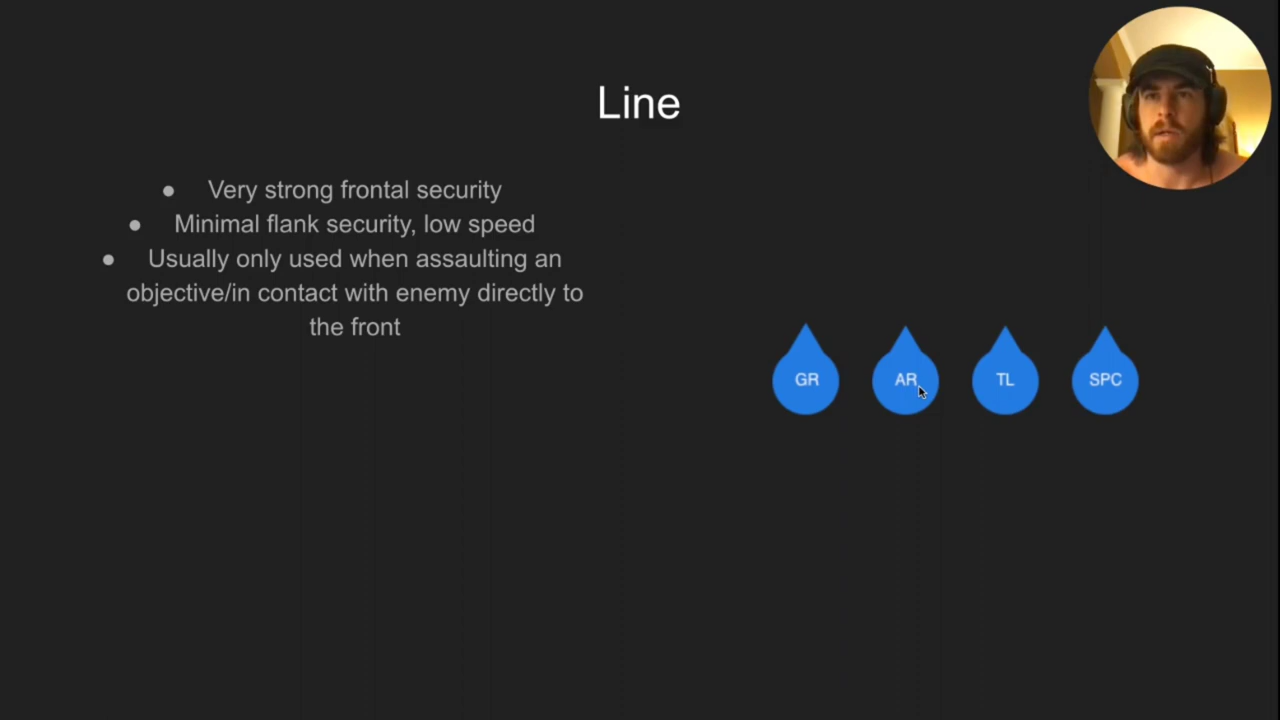 Line
● Very strong frontal security
● Minimal flank security, low speed
● Usually only used when assaulting an
objective/in contact with enemy directly to
the front
GR AR TL SPC